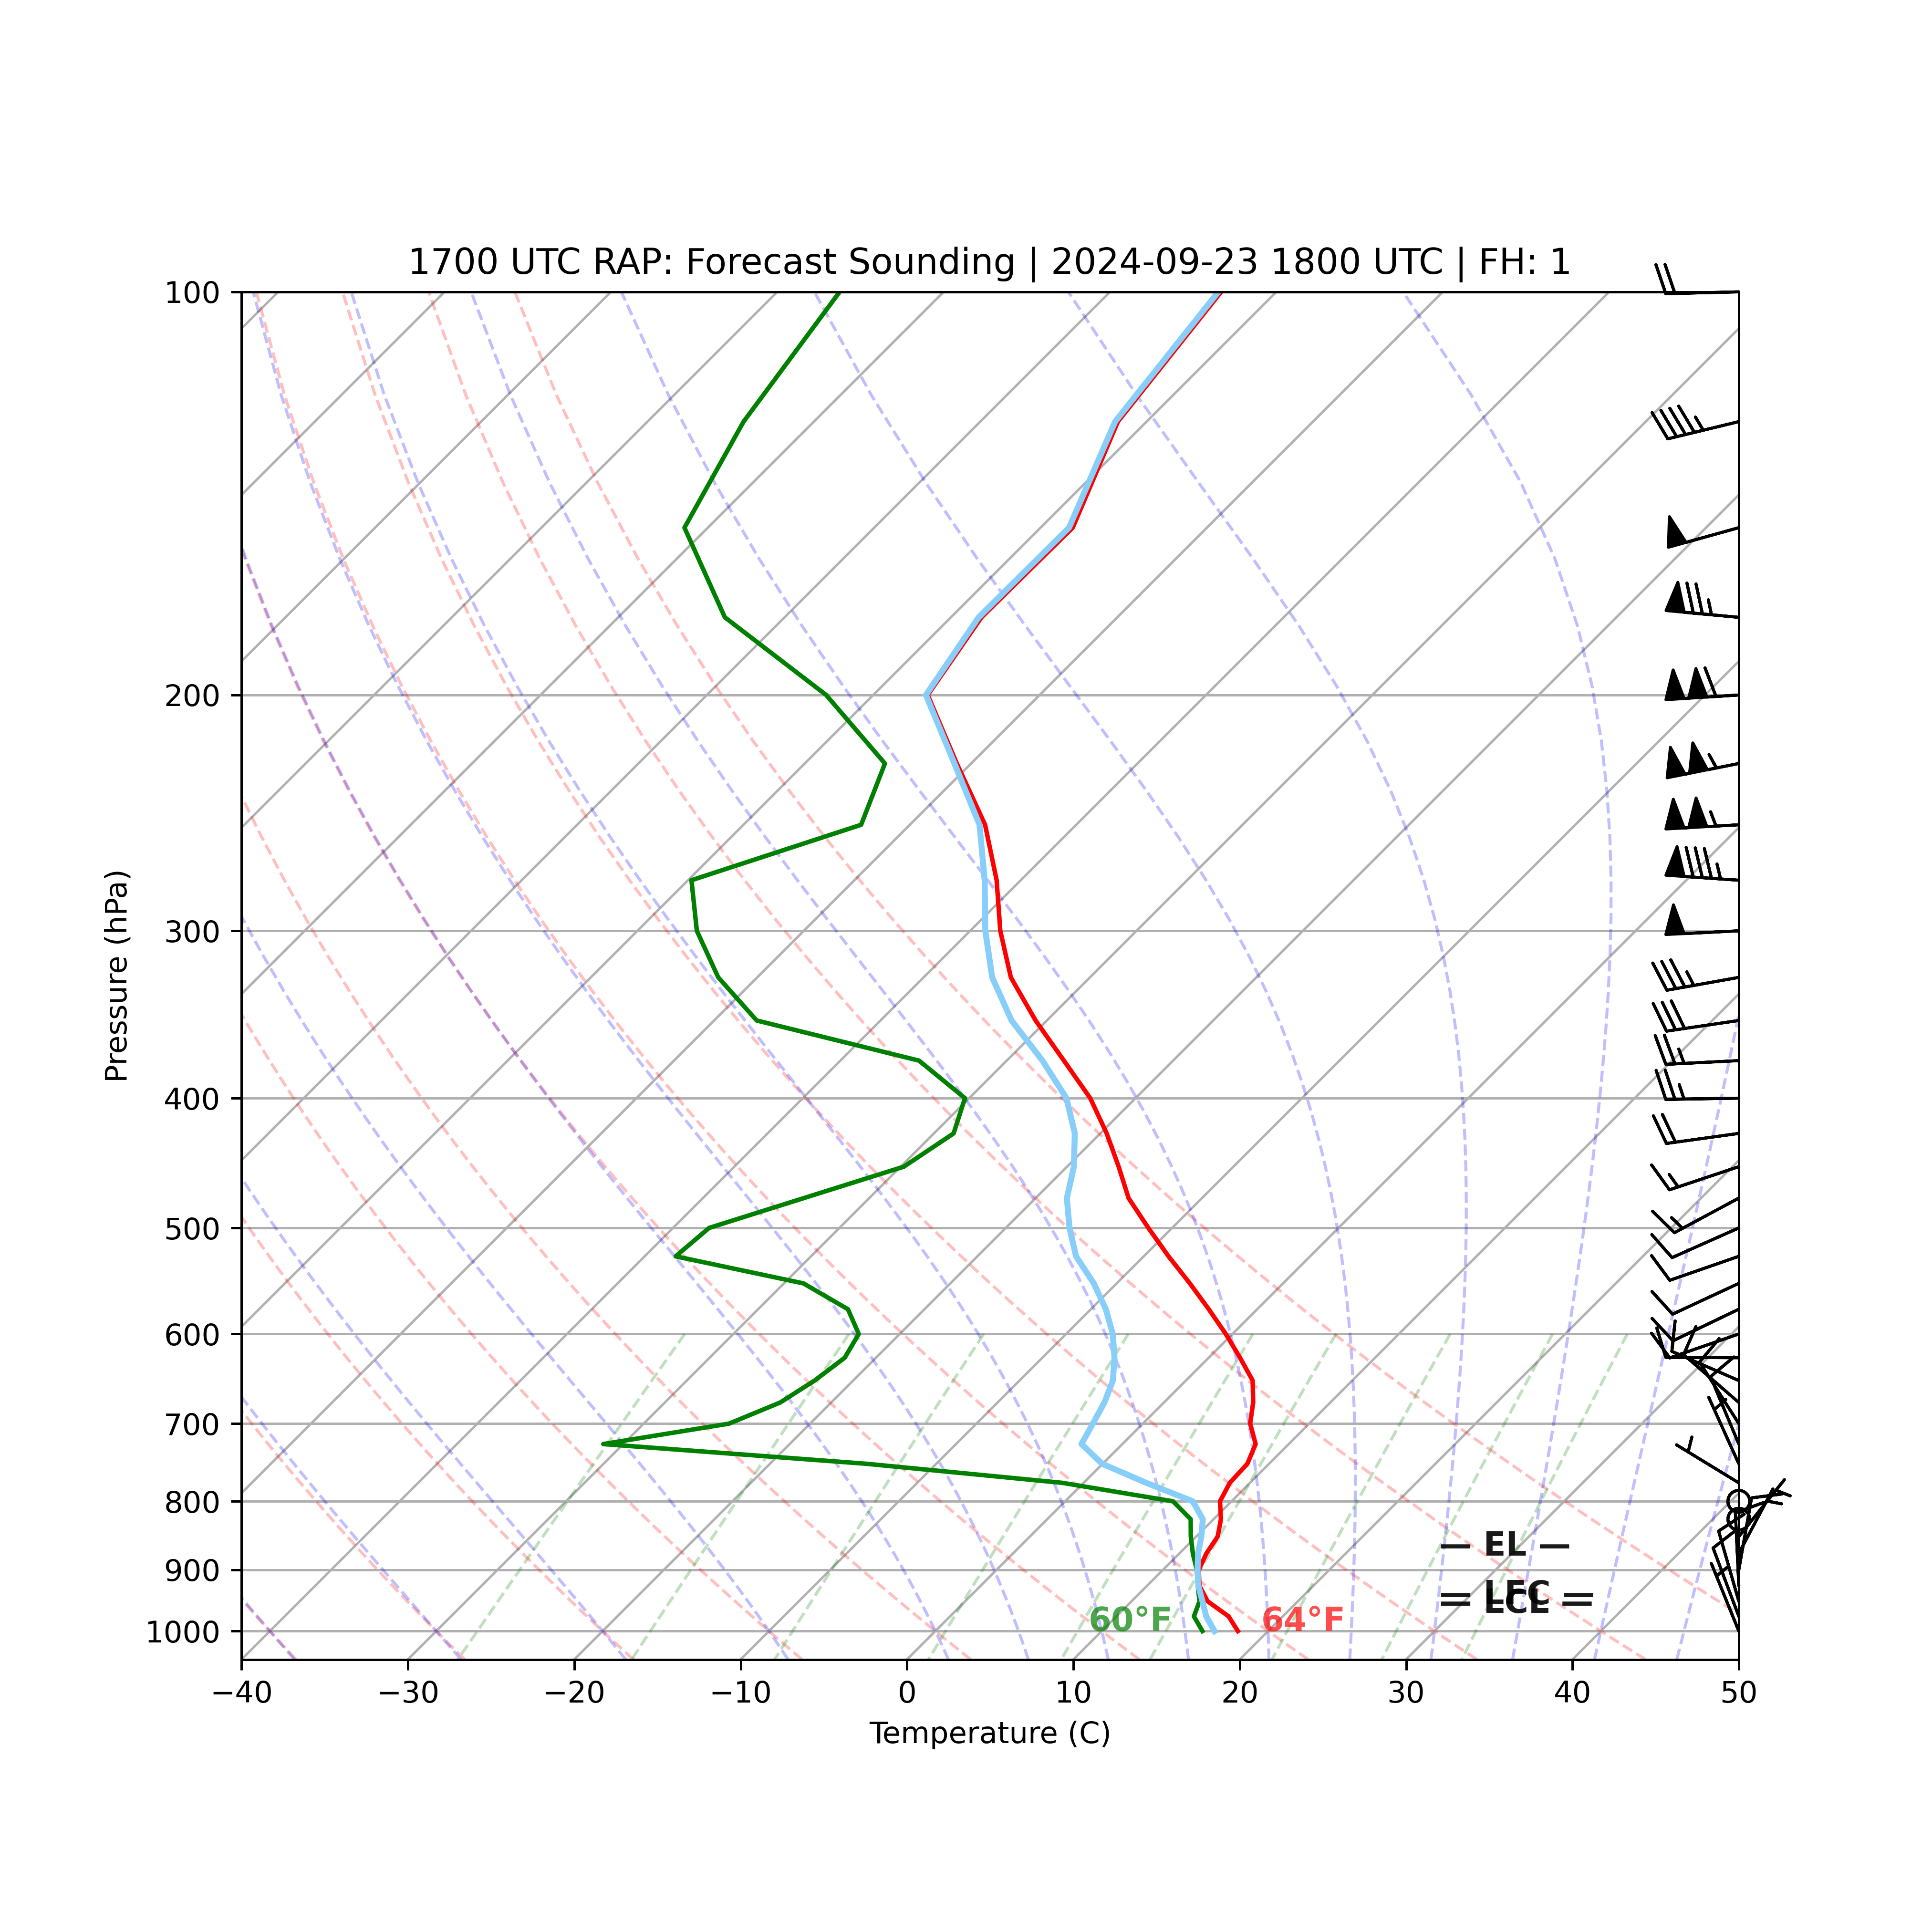 1700 UTC RAP: Forecast Sounding | 2024-09-23 1800 UTC | FH: 1
100
200
300
400
500
600
700
800
900
1000
Pressure (hPa)
— EL —
— LFC —
— LCL —
60°F
64°F
−40 −30 −20 −10 0 10 20 30 40 50
Temperature (C)